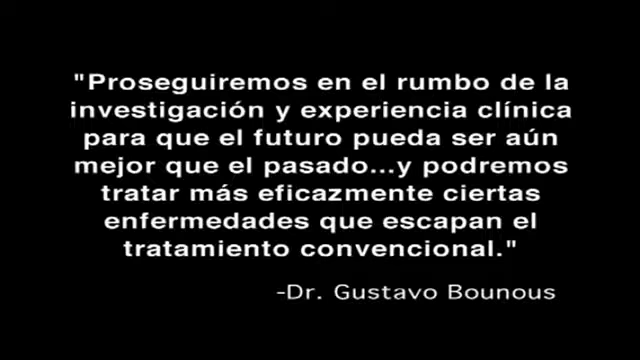 "Proseguiremos en el rumbo de la
investigación y experiencia clínica
para que el futuro pueda ser aún
mejor que el pasado...y podremos
tratar más eficazmente ciertas
enfermedades que escapan el
tratamiento convencional."
-Dr. Gustavo Bounous